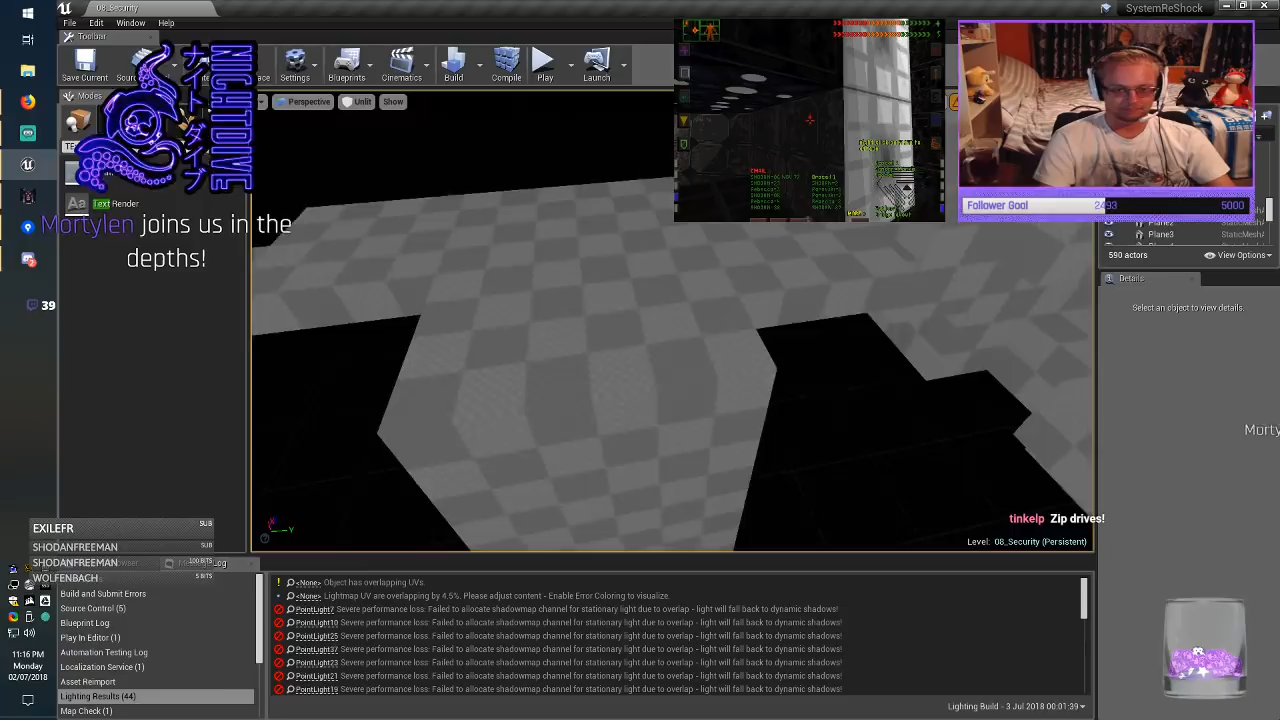 08_Security
SystemReShock
File
Edit
Window
Help
Toolbar
Save Current
Settings
Blueprints
Cinematics
Build
Compile
Play
Launch
Modes
Perspective
Unlit
Show
NIGHTDIVE
ナイトダイブ
Text Render
Mortylen joins us in the
depths!
39
Follower Goal
2493
5000
Plane2
StaticMeshA
Plane3
StaticMeshA
590 actors
View Options
Details
Select an object to view details.
Morty
tinkelp Zip drives!
Level: 08_Security (Persistent)
EXILEFR
SUB
SHODANFREEMAN
SUB
SHODANFREEMAN
100 BITS
WOLFENBACH
5 BITS
Build and Submit Errors
Source Control (5)
Blueprint Log
Play In Editor (1)
Automation Testing Log
Localization Service (1)
Asset Reimport
Lighting Results (44)
Map Check (1)
<None> Object has overlapping UVs.
<None> Lightmap UV are overlapping by 4.5%. Please adjust content - Enable Error Coloring to visualize.
PointLight7 Severe performance loss: Failed to allocate shadowmap channel for stationary light due to overlap - light will fall back to dynamic shadows!
PointLight10 Severe performance loss: Failed to allocate shadowmap channel for stationary light due to overlap - light will fall back to dynamic shadows!
PointLight25 Severe performance loss: Failed to allocate shadowmap channel for stationary light due to overlap - light will fall back to dynamic shadows!
PointLight37 Severe performance loss: Failed to allocate shadowmap channel for stationary light due to overlap - light will fall back to dynamic shadows!
PointLight23 Severe performance loss: Failed to allocate shadowmap channel for stationary light due to overlap - light will fall back to dynamic shadows!
PointLight21 Severe performance loss: Failed to allocate shadowmap channel for stationary light due to overlap - light will fall back to dynamic shadows!
PointLight19 Severe performance loss: Failed to allocate shadowmap channel for stationary light due to overlap - light will fall back to dynamic shadows!
Lighting Build - 3 Jul 2018 00:01:39
11:16 PM
Monday
02/07/2018